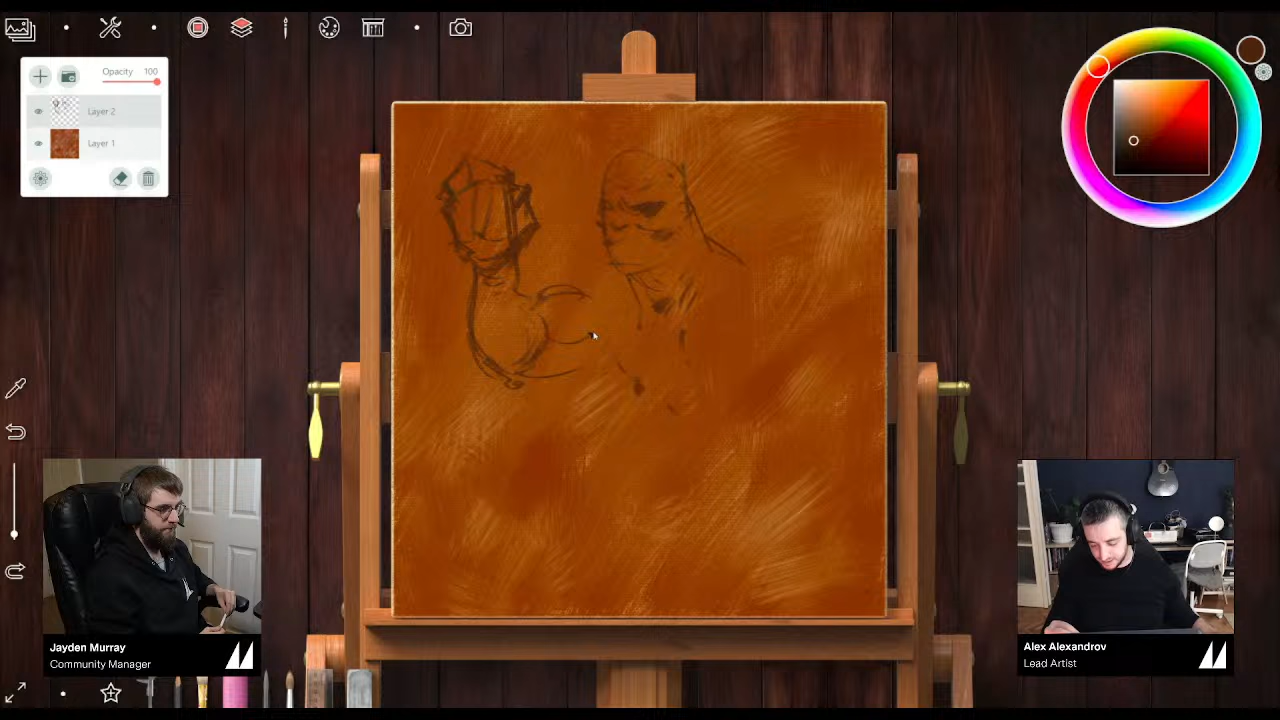 Opacity 100
Layer 2
Layer 1
Jayden Murray
Community Manager
Alex Alexandrov
Lead Artist